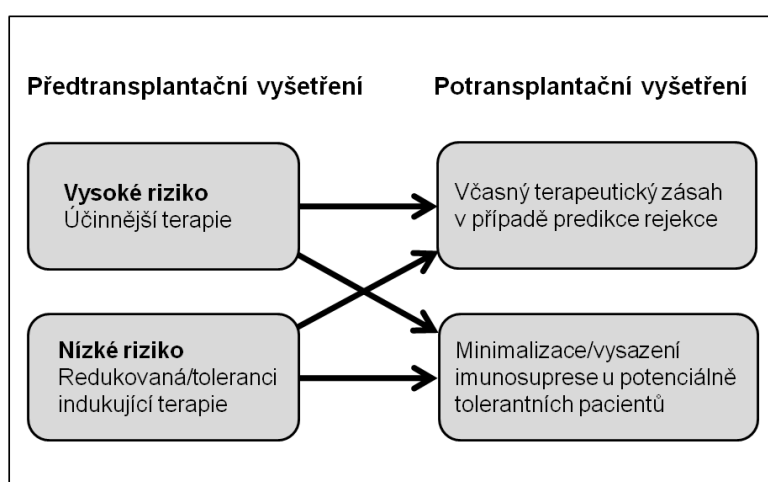 Předtransplantační vyšetření
Potransplantační vyšetření
Vysoké riziko
Účinnější terapie
Včasný terapeutický zásah
v případě predikce rejekce
Nízké riziko
Redukovaná/toleranci
indukující terapie
Minimalizace/vysazení
imunosuprese u potenciálně
tolerantních pacientů